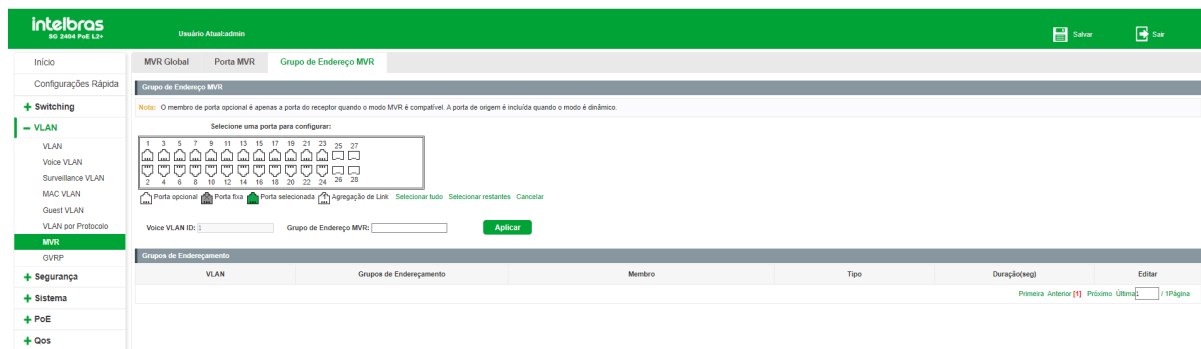 intelbras
SG 2404 PoE L2+
Usuário Atual:admin
Salvar
Sair
Início
Configurações Rápida
Switching
VLAN
VLAN
Voice VLAN
Surveillance VLAN
MAC VLAN
Guest VLAN
VLAN por Protocolo
MVR
GVRP
Segurança
Sistema
PoE
Qos
MVR Global Porta MVR Grupo de Endereço MVR
Grupo de Endereço MVR
Nota: O membro de porta opcional é apenas a porta do receptor quando o modo MVR é compatível. A porta de origem é incluída quando o modo é dinâmico.
Selecione uma porta para configurar:
1 3 5 7 9 11 13 15 17 19 21 23 25 27
2 4 6 8 10 12 14 16 18 20 22 24 26 28
Porta opcional Porta fixa Porta selecionada Agregação de Link Selecionar tudo Selecionar restantes Cancelar
Voice VLAN ID: 1 Grupo de Endereço MVR: Aplicar
Grupos de Endereçamento
VLAN Grupos de Endereçamento Membro Tipo Duração(seg) Editar
Primeira Anterior [1] Próximo Última 1 / 1Página